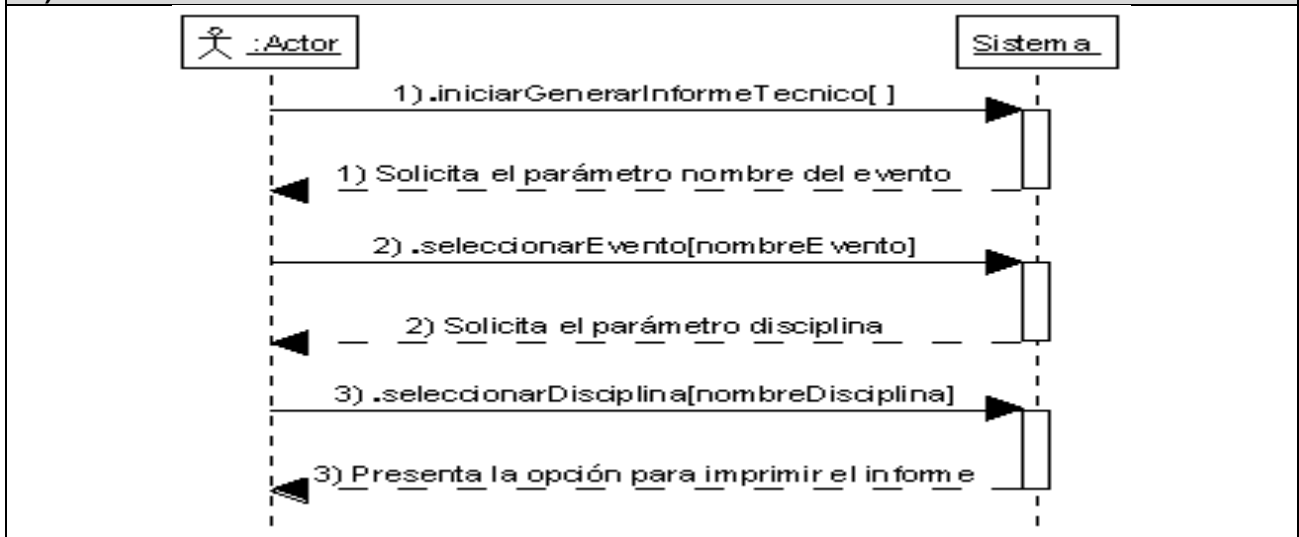 :Actor
Sistema
1).iniciarGenerarInformeTecnico[ ]
1) Solicita el parámetro nombre del evento
2) .seleccionarEvento[nombreEvento]
2) Solicita el parámetro disciplina
3) .seleccionarDisciplina[nombreDisciplina]
3) Presenta la opción para imprimir el informe